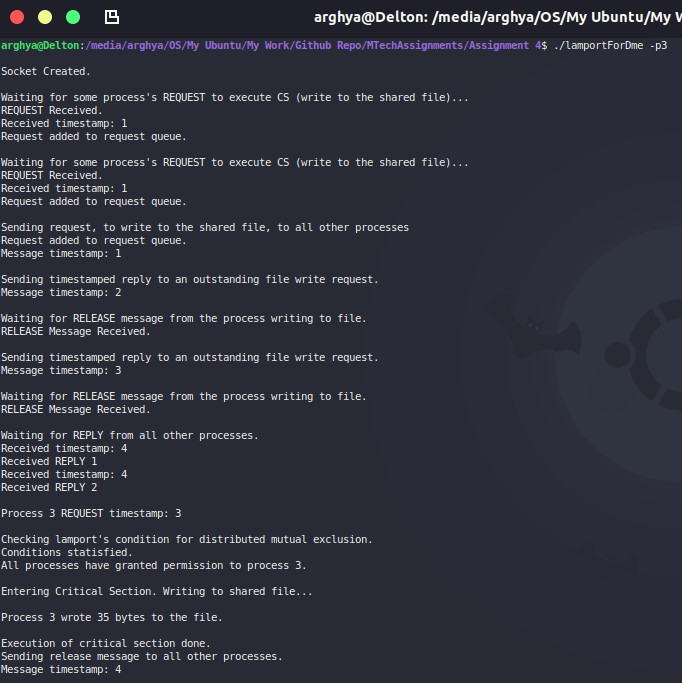 arghya@Delton: /media/arghya/OS/My Ubuntu/My W
arghya@Delton:/media/arghya/OS/My Ubuntu/My Work/Github Repo/MTechAssignments/Assignment 4$ ./lamportForDme -p3
Socket Created.
Waiting for some process's REQUEST to execute CS (write to the shared file)...
REQUEST Received.
Received timestamp: 1
Request added to request queue.
Waiting for some process's REQUEST to execute CS (write to the shared file)...
REQUEST Received.
Received timestamp: 1
Request added to request queue.
Sending request, to write to the shared file, to all other processes
Request added to request queue.
Message timestamp: 1
Sending timestamped reply to an outstanding file write request.
Message timestamp: 2
Waiting for RELEASE message from the process writing to file.
RELEASE Message Received.
Sending timestamped reply to an outstanding file write request.
Message timestamp: 3
Waiting for RELEASE message from the process writing to file.
RELEASE Message Received.
Waiting for REPLY from all other processes.
Received timestamp: 4
Received REPLY 1
Received timestamp: 4
Received REPLY 2
Process 3 REQUEST timestamp: 3
Checking lamport's condition for distributed mutual exclusion.
Conditions statisfied.
All processes have granted permission to process 3.
Entering Critical Section. Writing to shared file...
Process 3 wrote 35 bytes to the file.
Execution of critical section done.
Sending release message to all other processes.
Message timestamp: 4